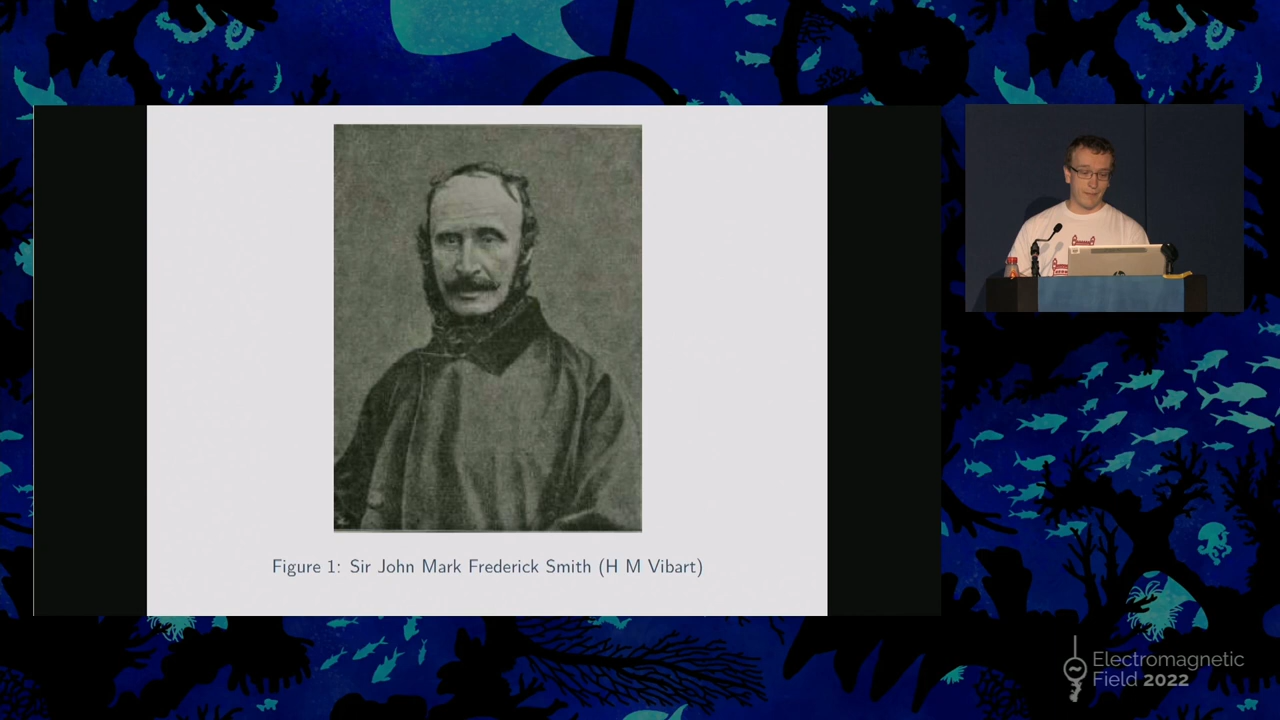 Figure 1: Sir John Mark Frederick Smith (H M Vibart)
Electromagnetic
Field 2022